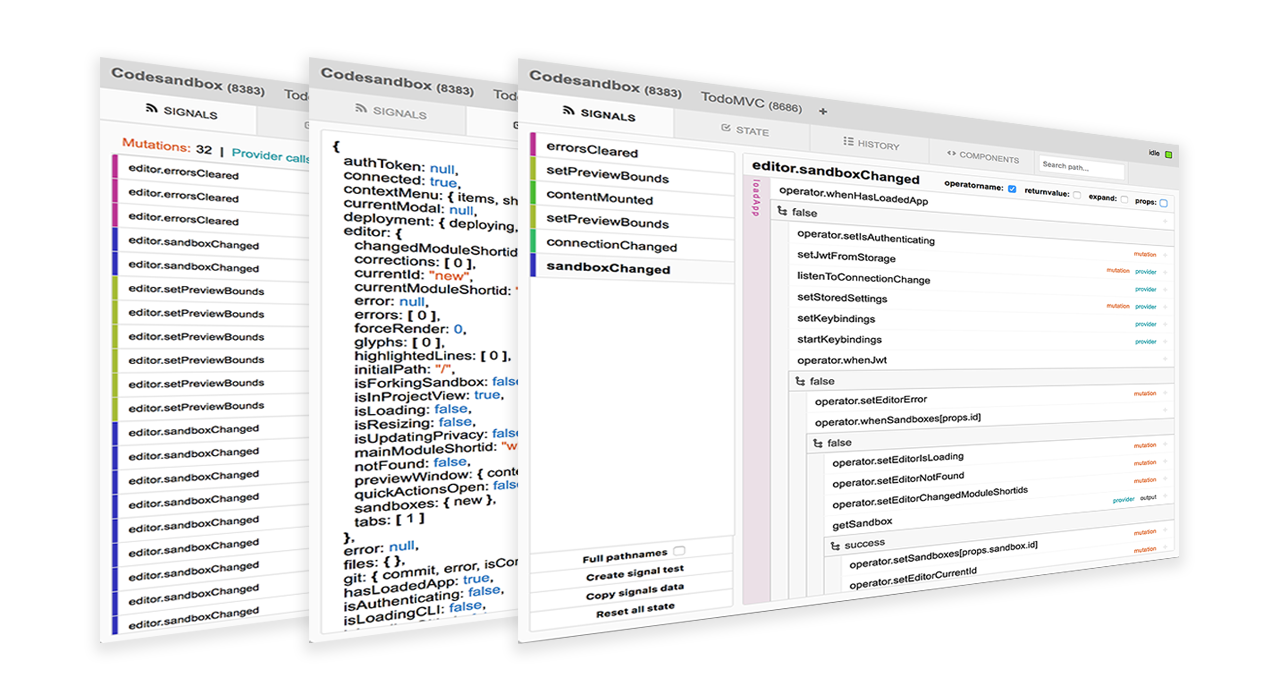 Codesandbox (8383)
SIGNALS
Mutations: 32 | Provider calls
editor.errorsCleared
editor.errorsCleared
editor.errorsCleared
editor.sandboxChanged
editor.sandboxChanged
editor.setPreviewBounds
editor.setPreviewBounds
editor.setPreviewBounds
editor.setPreviewBounds
editor.setPreviewBounds
editor.setPreviewBounds
editor.sandboxChanged
editor.sandboxChanged
editor.sandboxChanged
editor.sandboxChanged
editor.sandboxChanged
editor.sandboxChanged
editor.sandboxChanged
editor.sandboxChanged
editor.sandboxChanged
Codesandbox (8383)
SIGNALS
{
authToken: null,
connected: true,
contextMenu: { items, sh
currentModal: null,
deployment: { deploying,
editor: {
changedModuleShortid
corrections: [ 0 ],
currentId: "new",
currentModuleShortid: "
error: null,
errors: [ 0 ],
forceRender: 0,
glyphs: [ 0 ],
highlightedLines: [ 0 ],
initialPath: "/",
isForkingSandbox: false
isInProjectView: true,
isLoading: false,
isResizing: false,
isUpdatingPrivacy: false
mainModuleShortid: "w
notFound: false,
previewWindow: { conte
quickActionsOpen: false
sandboxes: { new },
tabs: [ 1 ]
},
error: null,
files: { },
git: { commit, error, isCor
hasLoadedApp: true,
isAuthenticating: false,
isLoadingCLI: false,
Codesandbox (8383) TodoMVC (8686) +
SIGNALS STATE HISTORY COMPONENTS Search path... idle
errorsCleared
setPreviewBounds
contentMounted
setPreviewBounds
connectionChanged
sandboxChanged
Full pathnames
Create signal test
Copy signals data
Reset all state
editor.sandboxChanged operatorname: returnvalue: expand: props:
loadApp
operator.whenHasLoadedApp
false
operator.setIsAuthenticating mutation
setJwtFromStorage mutation provider
listenToConnectionChange provider
setStoredSettings mutation provider
setKeybindings provider
startKeybindings provider
operator.whenJwt
false
operator.setEditorError mutation
operator.whenSandboxes[props.id]
false
operator.setEditorIsLoading mutation
operator.setEditorNotFound mutation
operator.setEditorChangedModuleShortids mutation
getSandbox provider output
success
operator.setSandboxes[props.sandbox.id] mutation
operator.setEditorCurrentId mutation